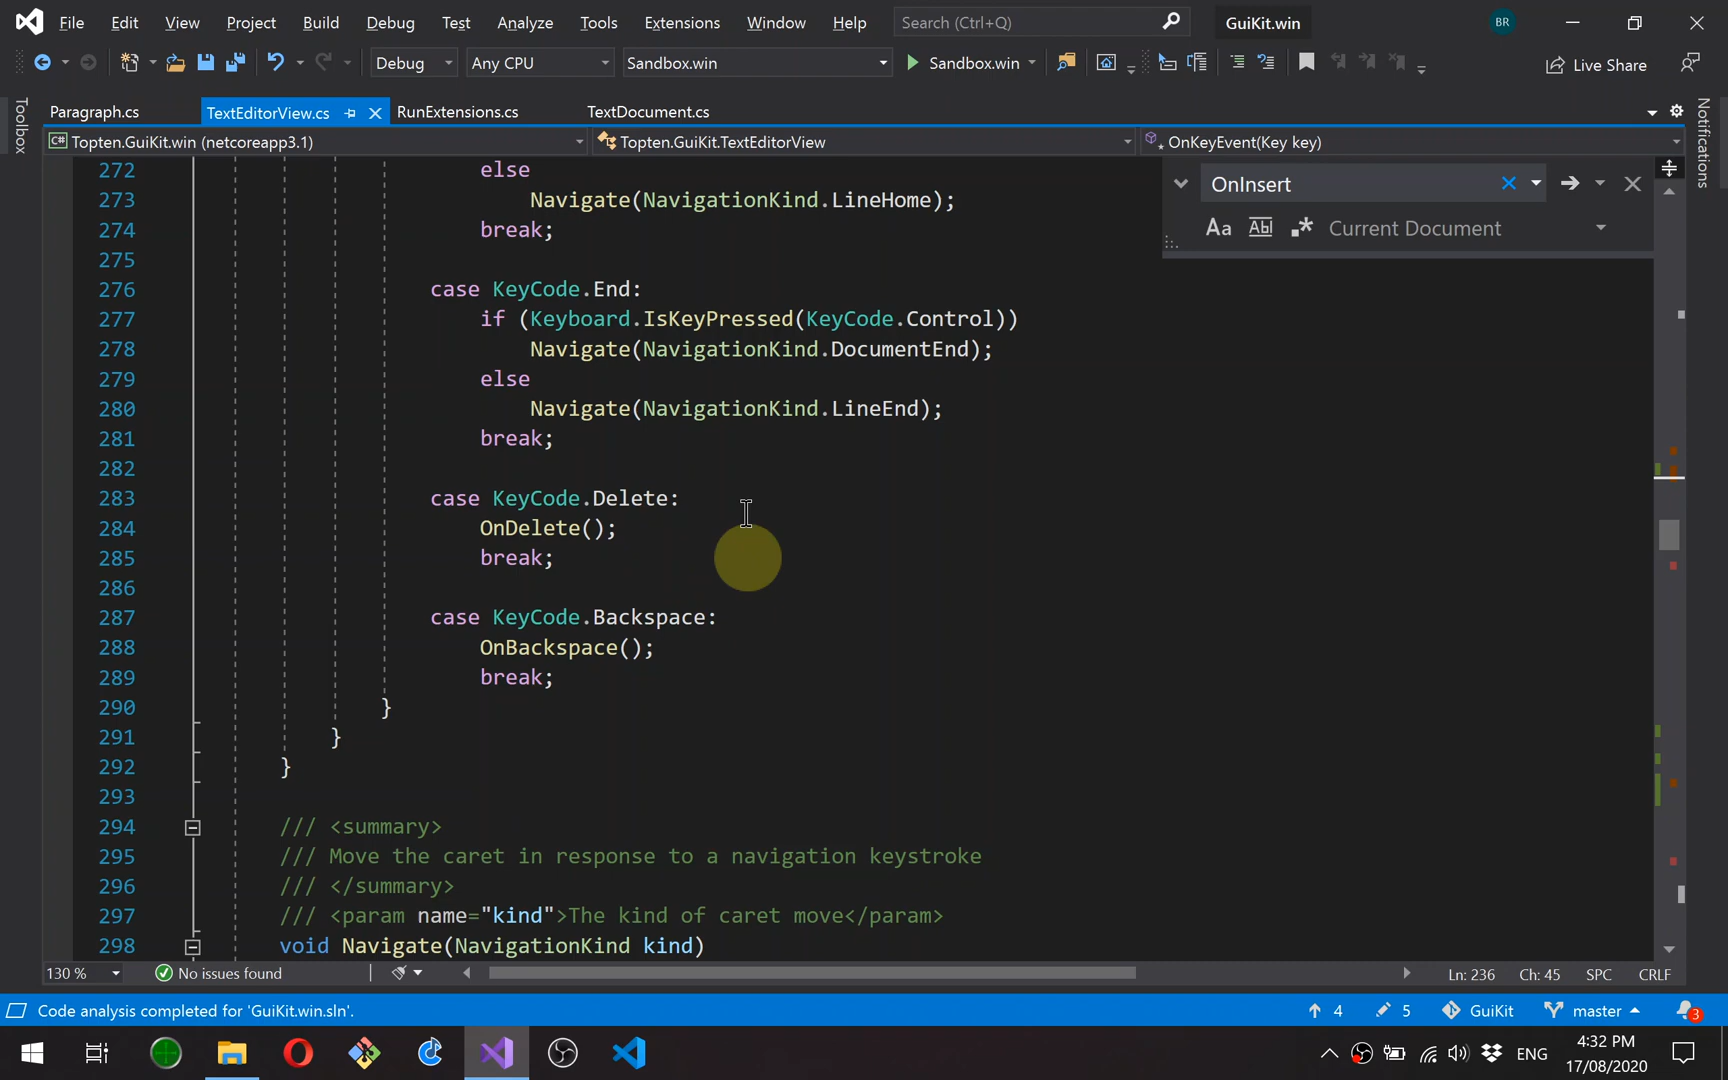 File Edit View Project Build Debug Test Analyze Tools Extensions Window Help Search (Ctrl+Q) GuiKit.win BR
Debug Any CPU Sandbox.win Sandbox.win Live Share
Toolbox
Paragraph.cs TextEditorView.cs RunExtensions.cs TextDocument.cs
Notifications
C# Topten.GuiKit.win (netcoreapp3.1) Topten.GuiKit.TextEditorView OnKeyEvent(Key key)
OnInsert
Aa Abl .* Current Document
272 else
273 Navigate(NavigationKind.LineHome);
274 break;
275
276 case KeyCode.End:
277 if (Keyboard.IsKeyPressed(KeyCode.Control))
278 Navigate(NavigationKind.DocumentEnd);
279 else
280 Navigate(NavigationKind.LineEnd);
281 break;
282
283 case KeyCode.Delete:
284 OnDelete();
285 break;
286
287 case KeyCode.Backspace:
288 OnBackspace();
289 break;
290 }
291 }
292 }
293
294 /// <summary>
295 /// Move the caret in response to a navigation keystroke
296 /// </summary>
297 /// <param name="kind">The kind of caret move</param>
298 void Navigate(NavigationKind kind)
130 % No issues found Ln: 236 Ch: 45 SPC CRLF
Code analysis completed for 'GuiKit.win.sln'. 4 5 GuiKit master 3
ENG 4:32 PM
17/08/2020